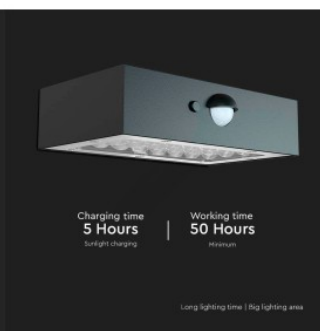 Charging time
5 Hours
Sunlight charging
Working time
50 Hours
Minimum
Long lighting time | Big lighting area